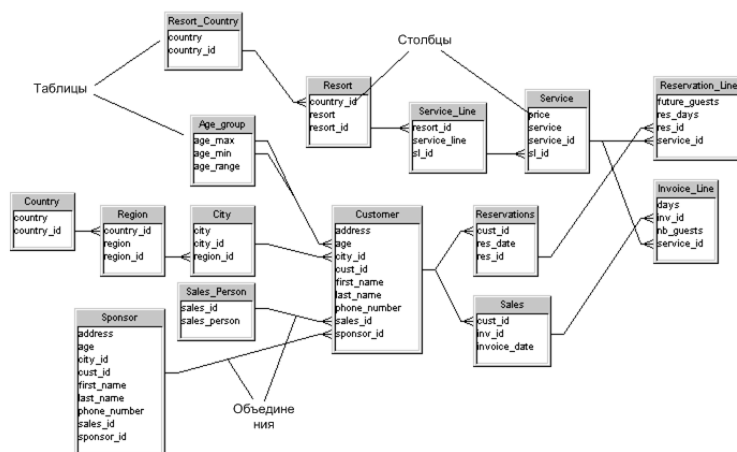 Resort_Country
country
country_id
Столбцы
Таблицы
Resort
country_id
resort
resort_id
Age_group
age_max
age_min
age_range
Service_Line
resort_id
service_line
sl_id
Service
price
service
service_id
sl_id
Reservation_Line
future_guests
res_days
res_id
service_id
Country
country
country_id
Region
country_id
region
region_id
City
city
city_id
region_id
Customer
address
age
city_id
cust_id
first_name
last_name
phone_number
sales_id
sponsor_id
Reservations
cust_id
res_date
res_id
Invoice_Line
days
inv_id
nb_guests
service_id
Sales_Person
sales_id
sales_person
Sales
cust_id
inv_id
invoice_date
Sponsor
address
age
city_id
cust_id
first_name
last_name
phone_number
sales_id
sponsor_id
Объедине
ния